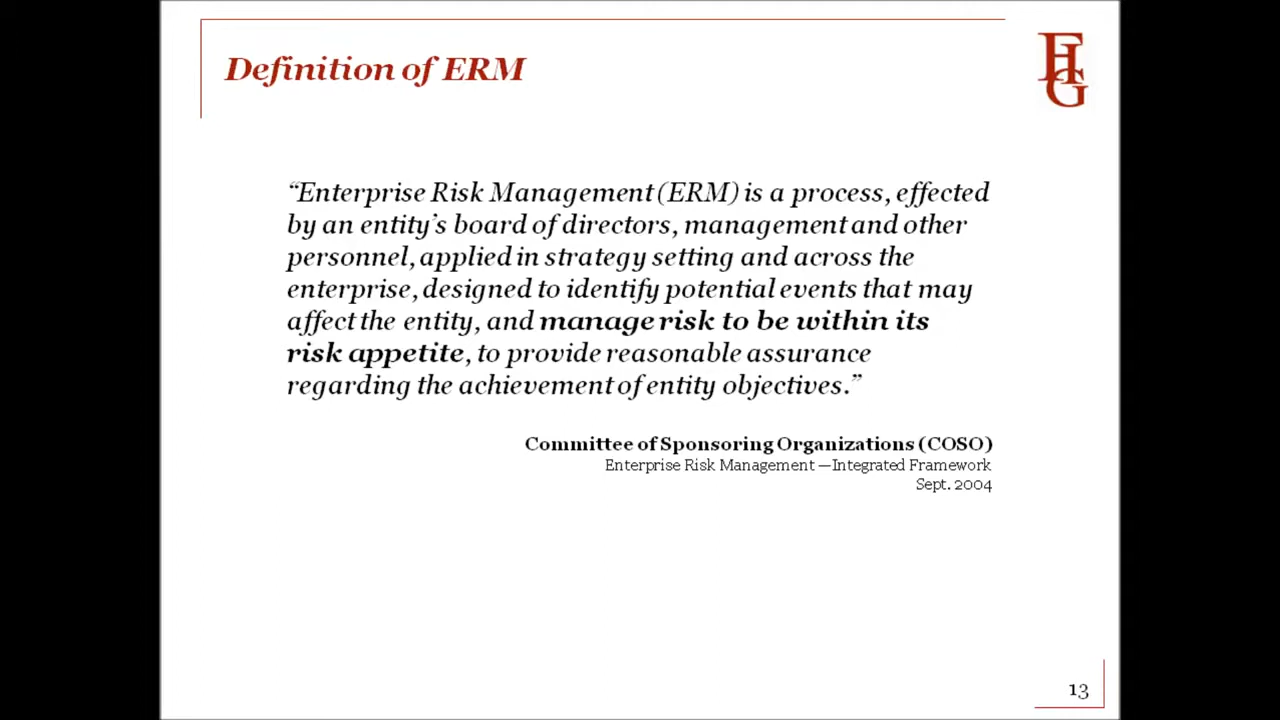 Definition of ERM
FHG
“Enterprise Risk Management (ERM) is a process, effected
by an entity’s board of directors, management and other
personnel, applied in strategy setting and across the
enterprise, designed to identify potential events that may
affect the entity, and manage risk to be within its
risk appetite, to provide reasonable assurance
regarding the achievement of entity objectives.”
Committee of Sponsoring Organizations (COSO)
Enterprise Risk Management —Integrated Framework
Sept. 2004
13